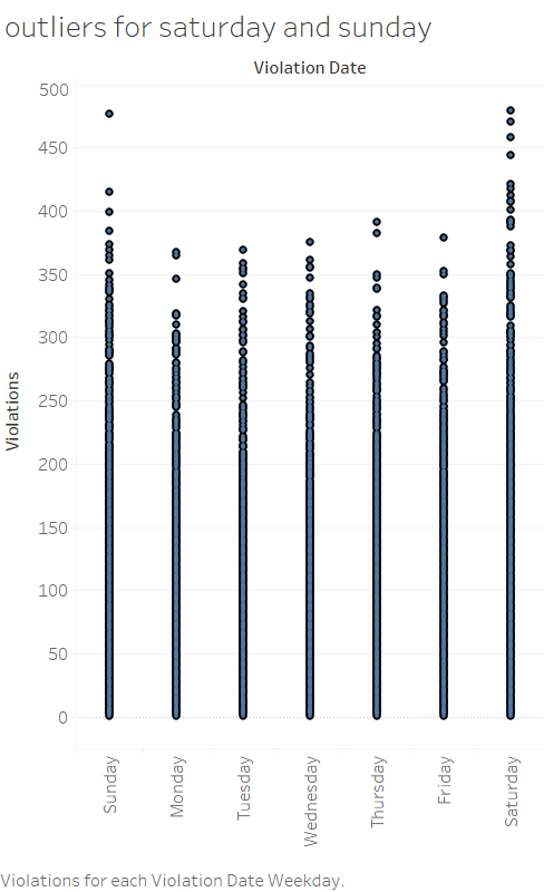 outliers for saturday and sunday
Violation Date
500
450
400
350
300
250
200
150
100
50
0
Violations
Sunday
Monday
Tuesday
Wednesday
Thursday
Friday
Saturday
Violations for each Violation Date Weekday.